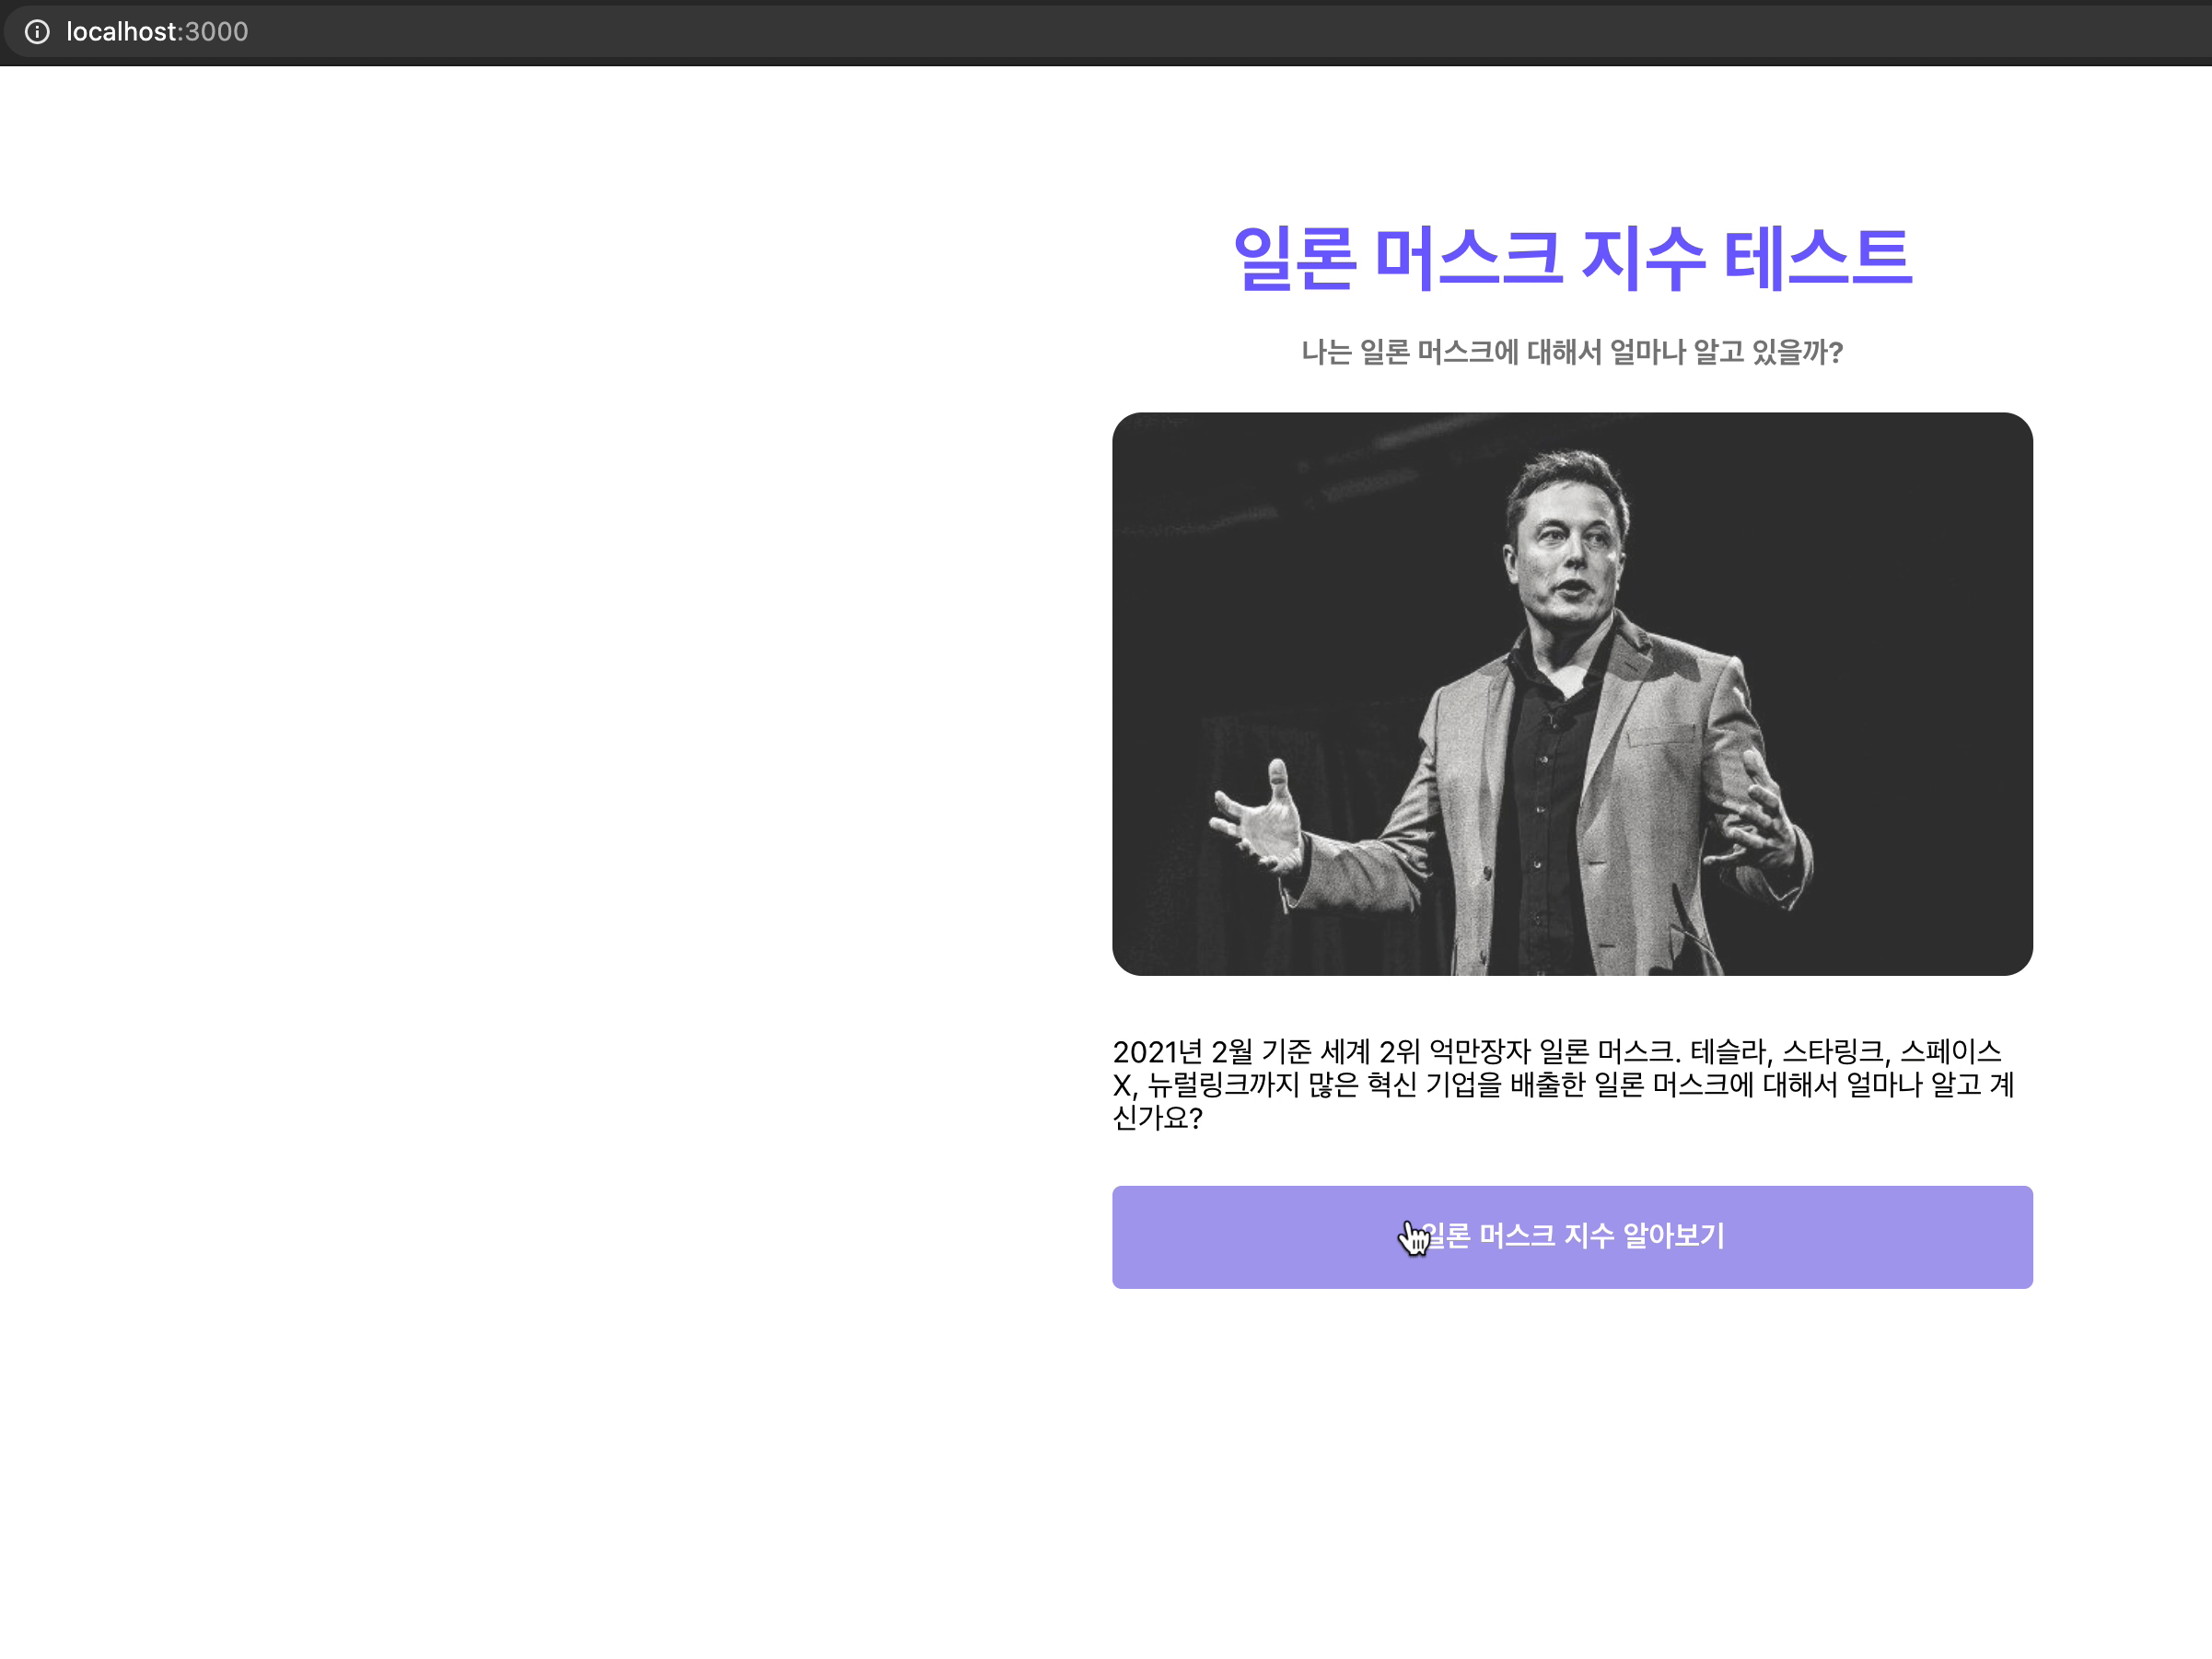 localhost:3000
일론 머스크 지수 테스트
나는 일론 머스크에 대해서 얼마나 알고 있을까?
2021년 2월 기준 세계 2위 억만장자 일론 머스크. 테슬라, 스타링크, 스페이스
X, 뉴럴링크까지 많은 혁신 기업을 배출한 일론 머스크에 대해서 얼마나 알고 계
신가요?
일론 머스크 지수 알아보기